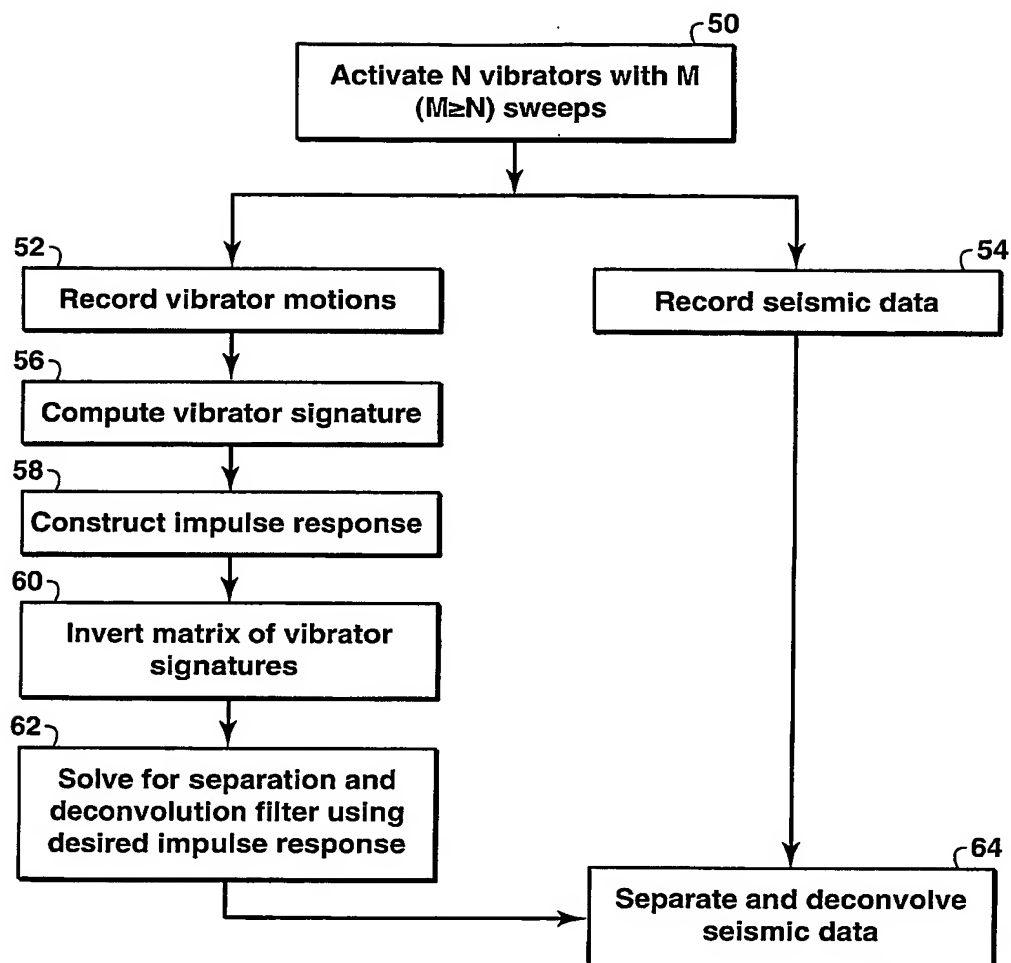 50
Activate N vibrators with M
(M≥N) sweeps
52
Record vibrator motions
54
Record seismic data
56
Compute vibrator signature
58
Construct impulse response
60
Invert matrix of vibrator
signatures
62
Solve for separation and
deconvolution filter using
desired impulse response
64
Separate and deconvolve
seismic data